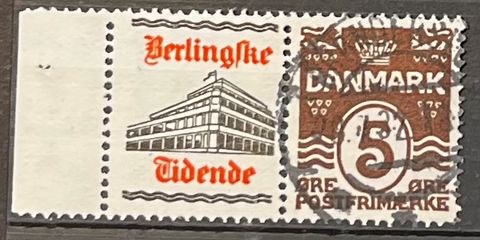 Berlingske
Tidende
DANMARK
5
ØRE ØRE
POSTFRIMÆRKE